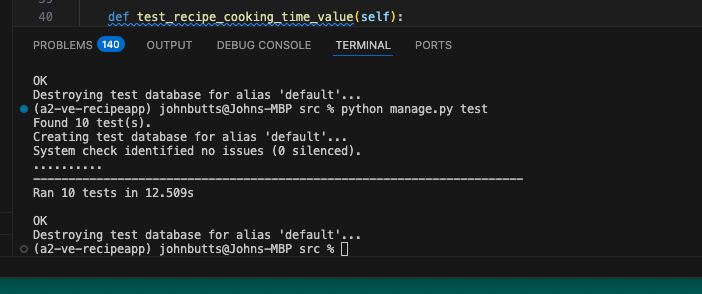 40 def test_recipe_cooking_time_value(self):
PROBLEMS 140 OUTPUT DEBUG CONSOLE TERMINAL PORTS
OK
Destroying test database for alias 'default'...
(a2-ve-recipeapp) johnbutts@Johns-MBP src % python manage.py test
Found 10 test(s).
Creating test database for alias 'default'...
System check identified no issues (0 silenced).
..........
----------------------------------------------------------------------
Ran 10 tests in 12.509s
OK
Destroying test database for alias 'default'...
(a2-ve-recipeapp) johnbutts@Johns-MBP src %